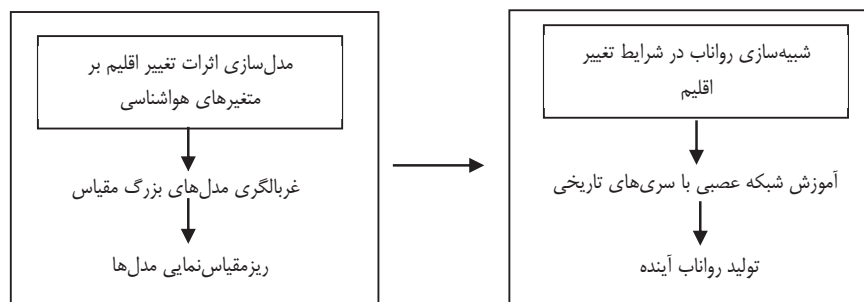 مدل‌سازی اثرات تغییر اقلیم بر
متغیرهای هواشناسی
غربالگری مدل‌های بزرگ مقیاس
ریزمقیاس‌نمایی مدل‌ها
شبیه‌سازی رواناب در شرایط تغییر
اقلیم
آموزش شبکه عصبی با سری‌های تاریخی
تولید رواناب آینده